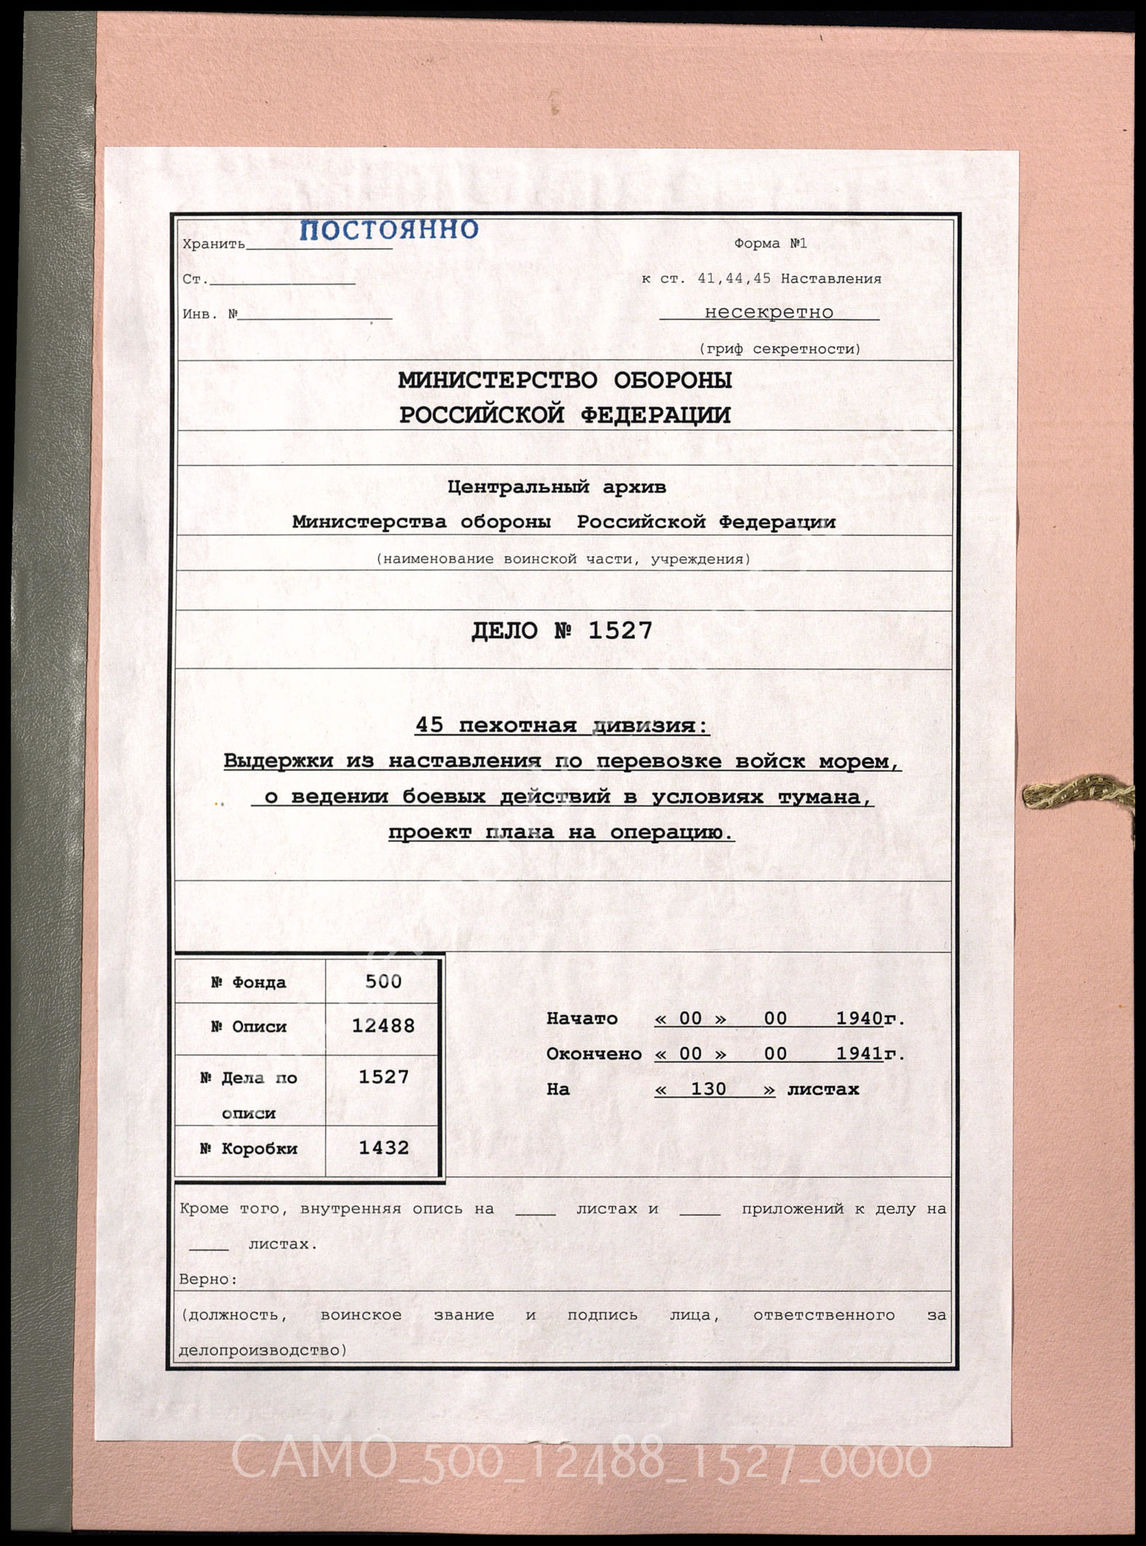 ПОСТОЯННО
Хранить
Форма №1
Ст.
к ст. 41,44,45 Наставления
Инв. №
несекретно
(гриф секретности)
МИНИСТЕРСТВО ОБОРОНЫ
РОССИЙСКОЙ ФЕДЕРАЦИИ
Центральный архив
Министерства обороны Российской Федерации
(наименование воинской части, учреждения)
ДЕЛО № 1527
45 пехотная дивизия:
Выдержки из наставления по перевозке войск морем,
о ведении боевых действий в условиях тумана,
проект плана на операцию.
№ Фонда 500
№ Описи 12488
№ Дела по 1527
описи
№ Коробки 1432
Начато « 00 » 00 1940г.
Окончено « 00 » 00 1941г.
На « 130 » листах
Кроме того, внутренняя опись на ____ листах и ____ приложений к делу на
____ листах.
Верно:
(должность, воинское звание и подпись лица, ответственного за
делопроизводство)
САМО_500_12488_1527_0000